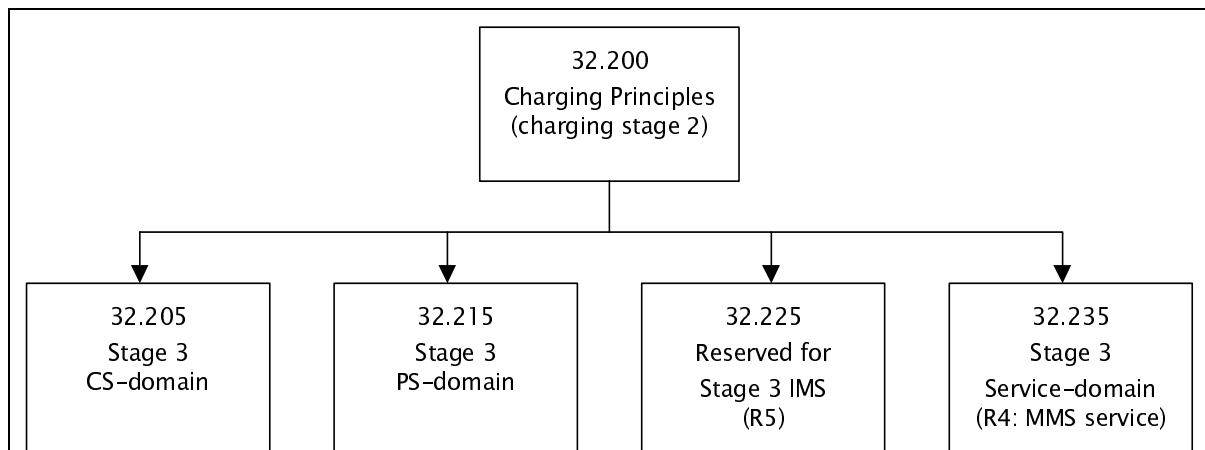 32.200
Charging Principles
(charging stage 2)
32.205
Stage 3
CS-domain
32.215
Stage 3
PS-domain
32.225
Reserved for
Stage 3 IMS
(R5)
32.235
Stage 3
Service-domain
(R4: MMS service)